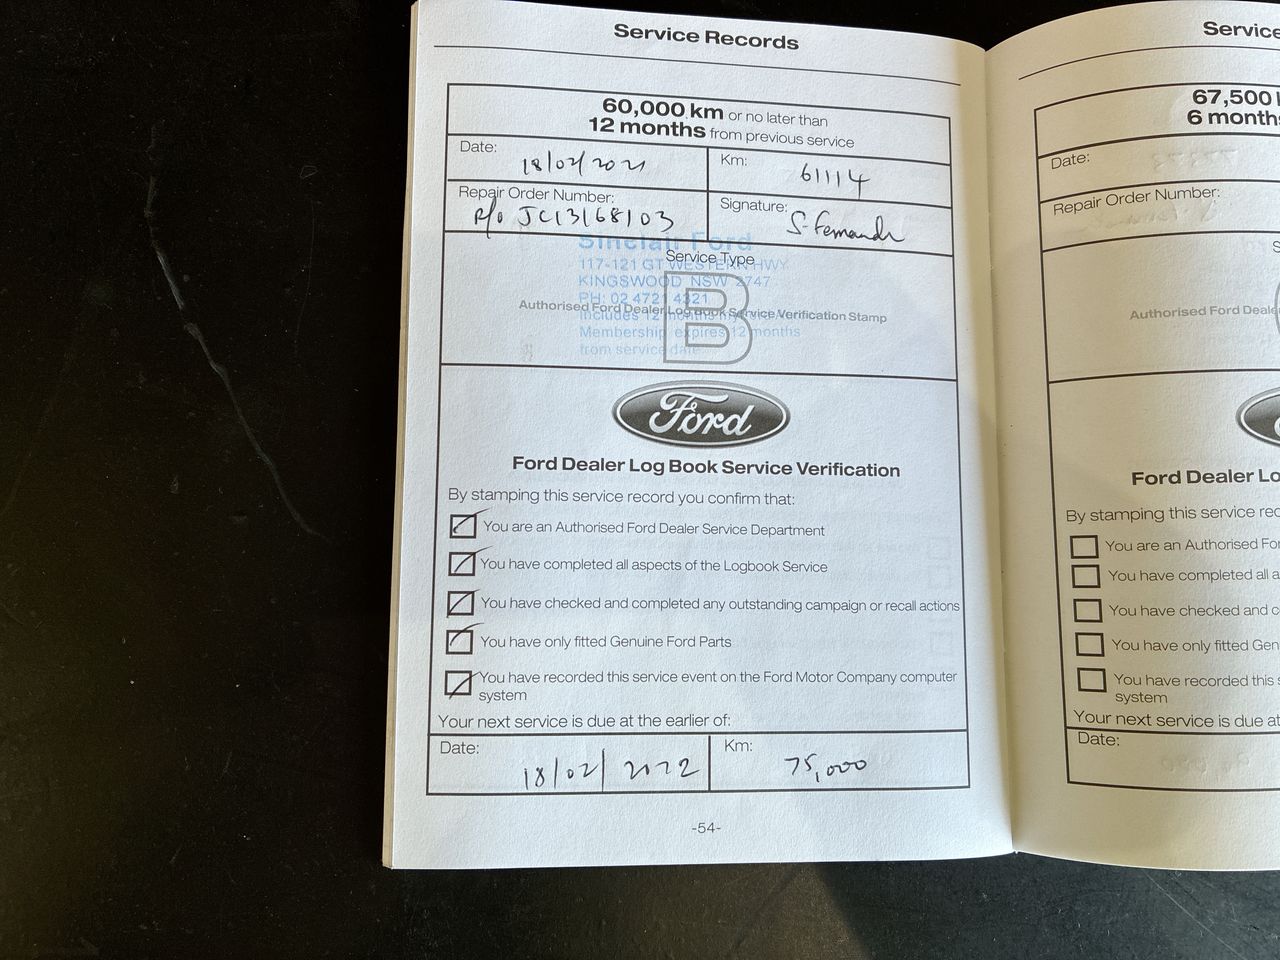 Service Records
60,000 km or no later than
12 months from previous service
Date: 18/02/2021
Km: 61114
Repair Order Number: R/o JC13168103
Signature: S. Fernando
Sinclair Ford
Service Type
117-121 GT WESTERN HWY
KINGSWOOD NSW 2747
PH: 02 4721 4321
B
Authorised Ford Dealer Log Book Service Verification Stamp
Includes 12 months
Membership expires 12 months
from service date
Ford
Ford Dealer Log Book Service Verification
By stamping this service record you confirm that:
You are an Authorised Ford Dealer Service Department
You have completed all aspects of the Logbook Service
You have checked and completed any outstanding campaign or recall actions
You have only fitted Genuine Ford Parts
You have recorded this service event on the Ford Motor Company computer
system
Your next service is due at the earlier of:
Date: 18/02/2022
Km: 75,000
-54-
Service
67,500
6 months
Date:
Repair Order Number:
Authorised Ford Deale
Ford Dealer Lo
By stamping this service rec
You are an Authorised For
You have completed all a
You have checked and c
You have only fitted Gen
You have recorded this
system
Your next service is due at
Date: